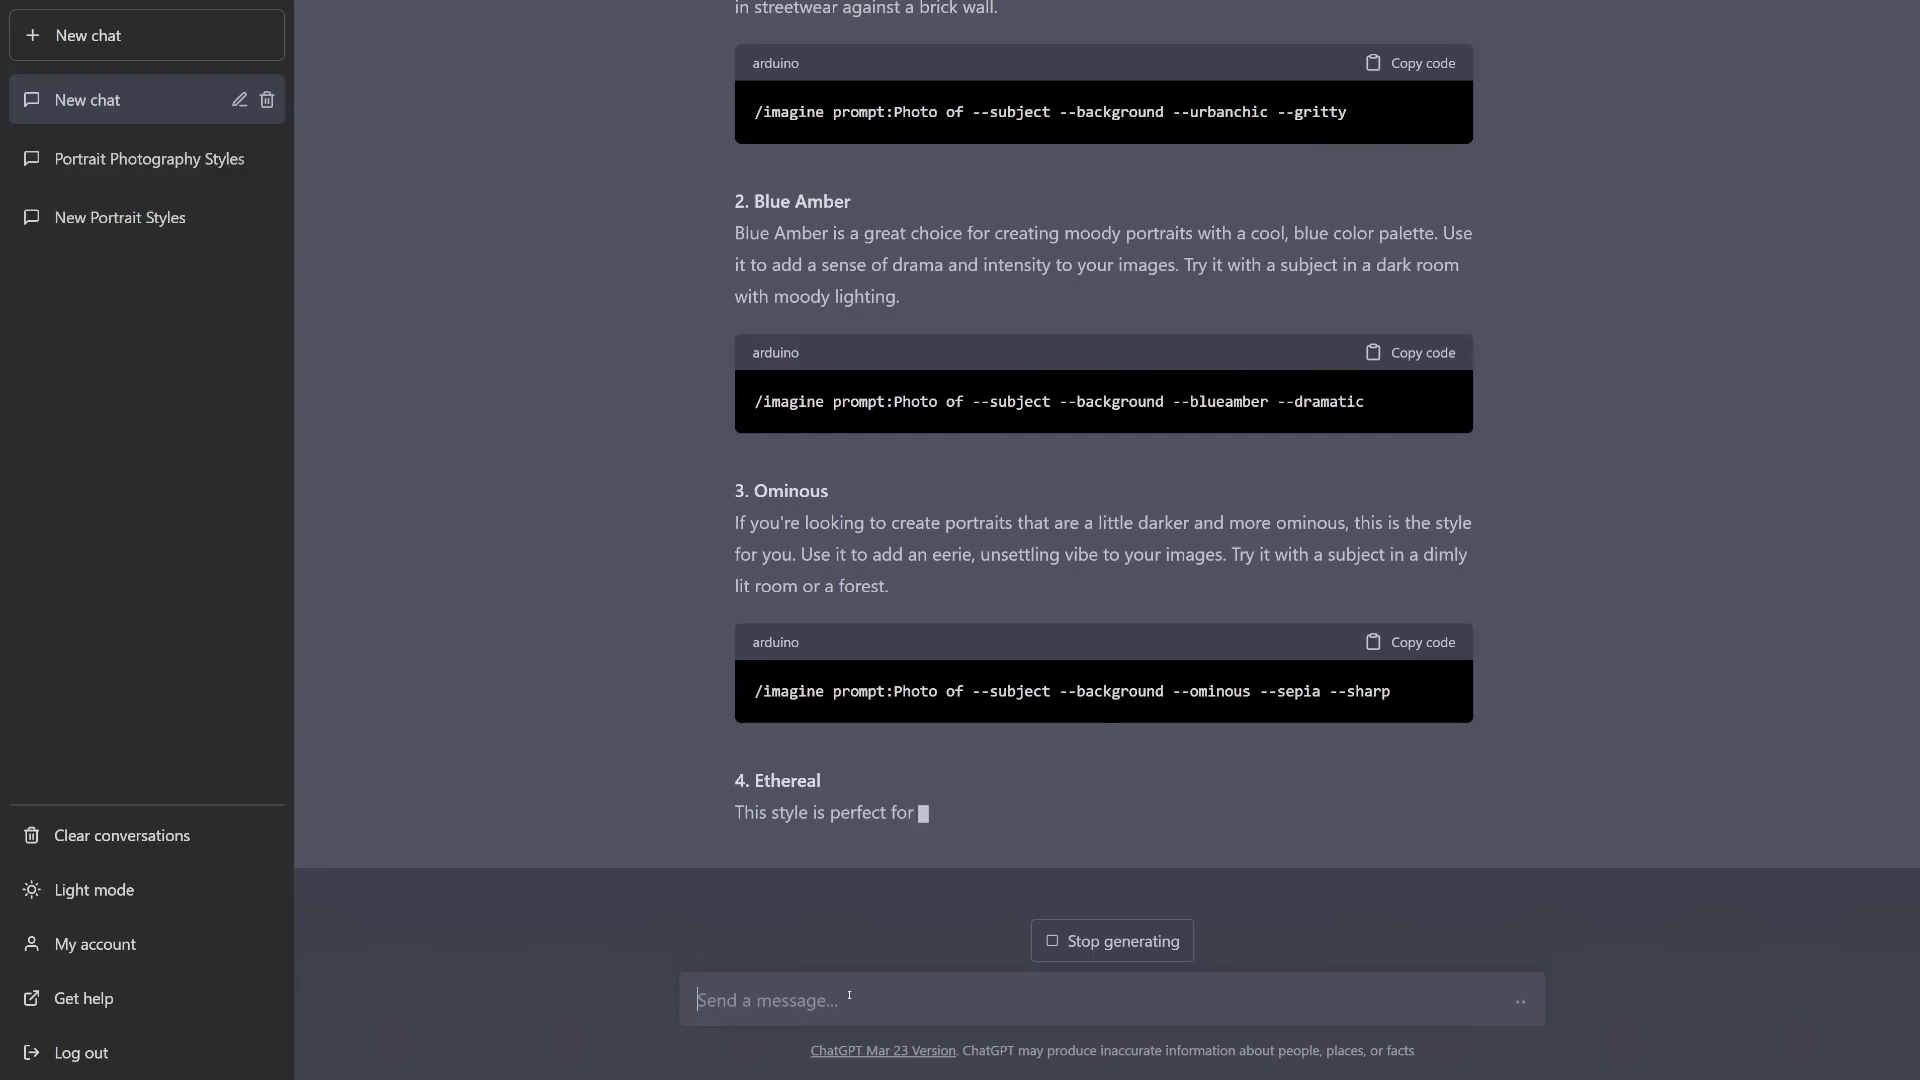 New chat
New chat
Portrait Photography Styles
New Portrait Styles
Clear conversations
Light mode
My account
Get help
Log out
in streetwear against a brick wall.
arduino
Copy code
/imagine prompt:Photo of --subject --background --urbanchic --gritty
2. Blue Amber
Blue Amber is a great choice for creating moody portraits with a cool, blue color palette. Use
it to add a sense of drama and intensity to your images. Try it with a subject in a dark room
with moody lighting.
arduino
Copy code
/imagine prompt:Photo of --subject --background --blueamber --dramatic
3. Ominous
If you're looking to create portraits that are a little darker and more ominous, this is the style
for you. Use it to add an eerie, unsettling vibe to your images. Try it with a subject in a dimly
lit room or a forest.
arduino
Copy code
/imagine prompt:Photo of --subject --background --ominous --sepia --sharp
4. Ethereal
This style is perfect for
Stop generating
Send a message...
ChatGPT Mar 23 Version. ChatGPT may produce inaccurate information about people, places, or facts